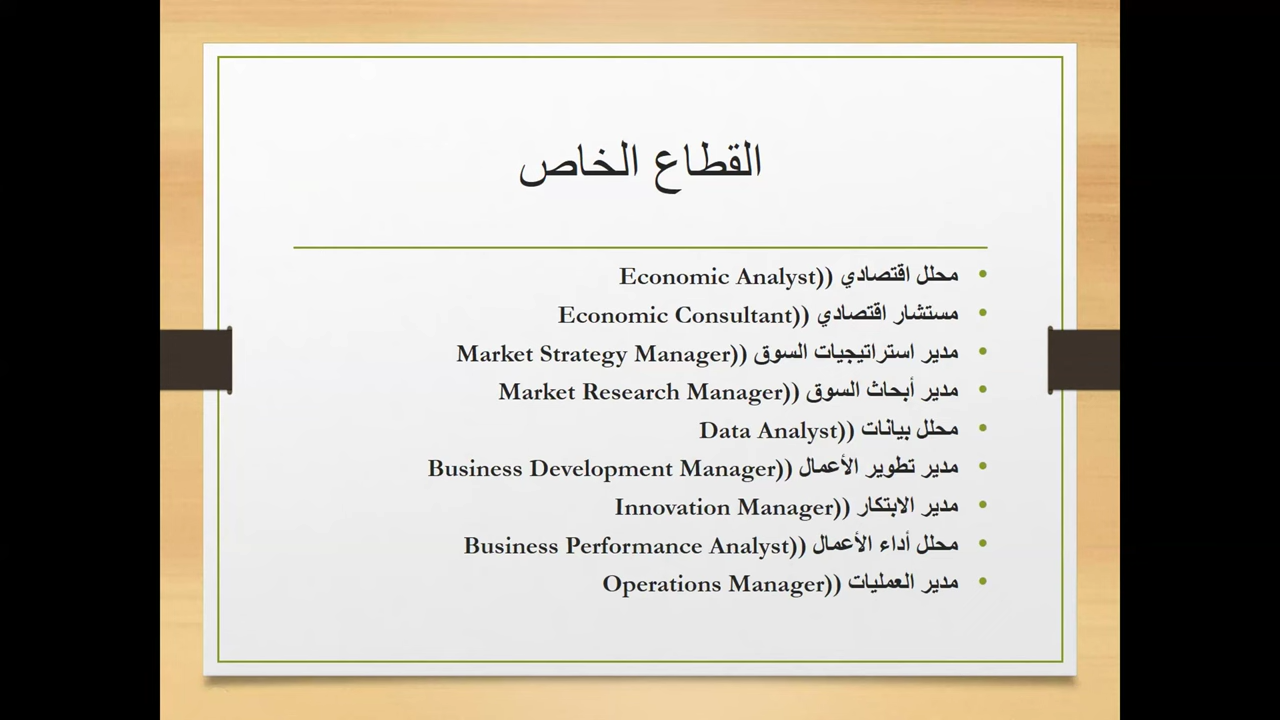 القطاع الخاص
• محلل اقتصادي ((Economic Analyst
• مستشار اقتصادي ((Economic Consultant
• مدير استراتيجيات السوق ((Market Strategy Manager
• مدير أبحاث السوق ((Market Research Manager
• محلل بيانات ((Data Analyst
• مدير تطوير الأعمال ((Business Development Manager
• مدير الابتكار ((Innovation Manager
• محلل أداء الأعمال ((Business Performance Analyst
• مدير العمليات ((Operations Manager